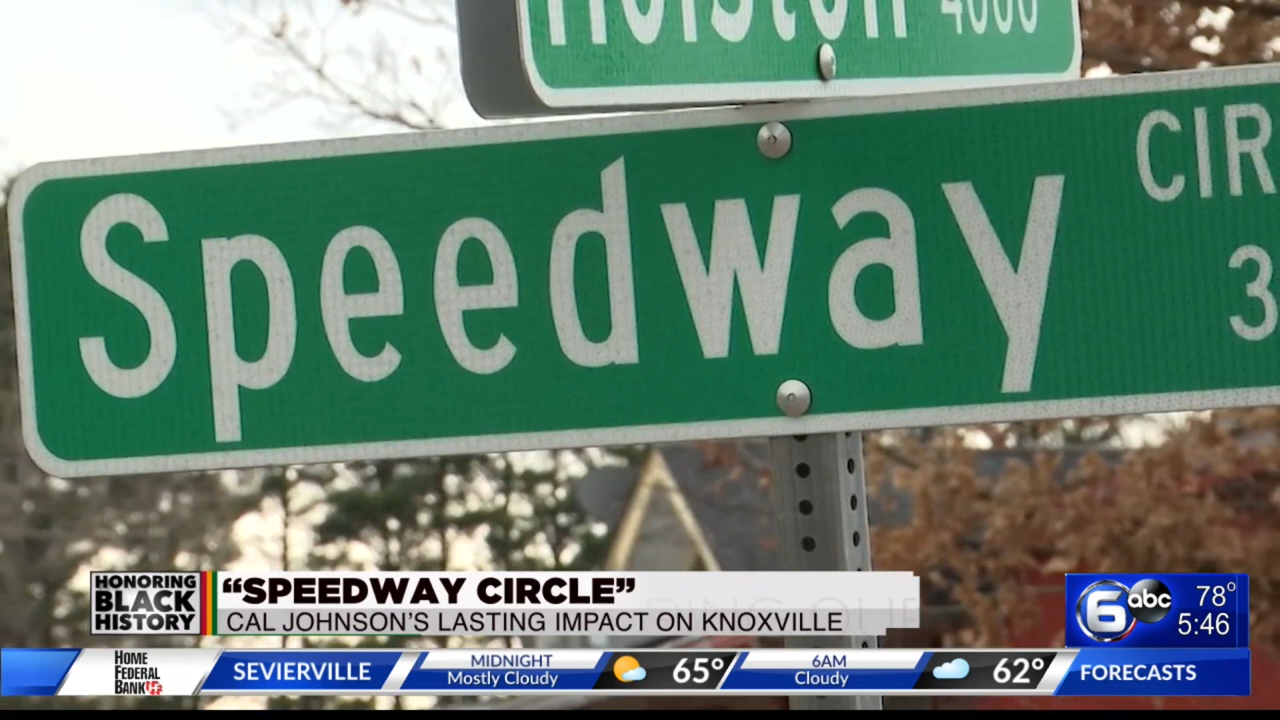 Holston 4000
Speedway CIR
3
HONORING
BLACK
HISTORY
“SPEEDWAY CIRCLE”
CAL JOHNSON’S LASTING IMPACT ON KNOXVILLE
6 abc 78°
5:46
HOME
FEDERAL
BANK
SEVIERVILLE
MIDNIGHT
Mostly Cloudy
65°
6AM
Cloudy
62°
FORECASTS